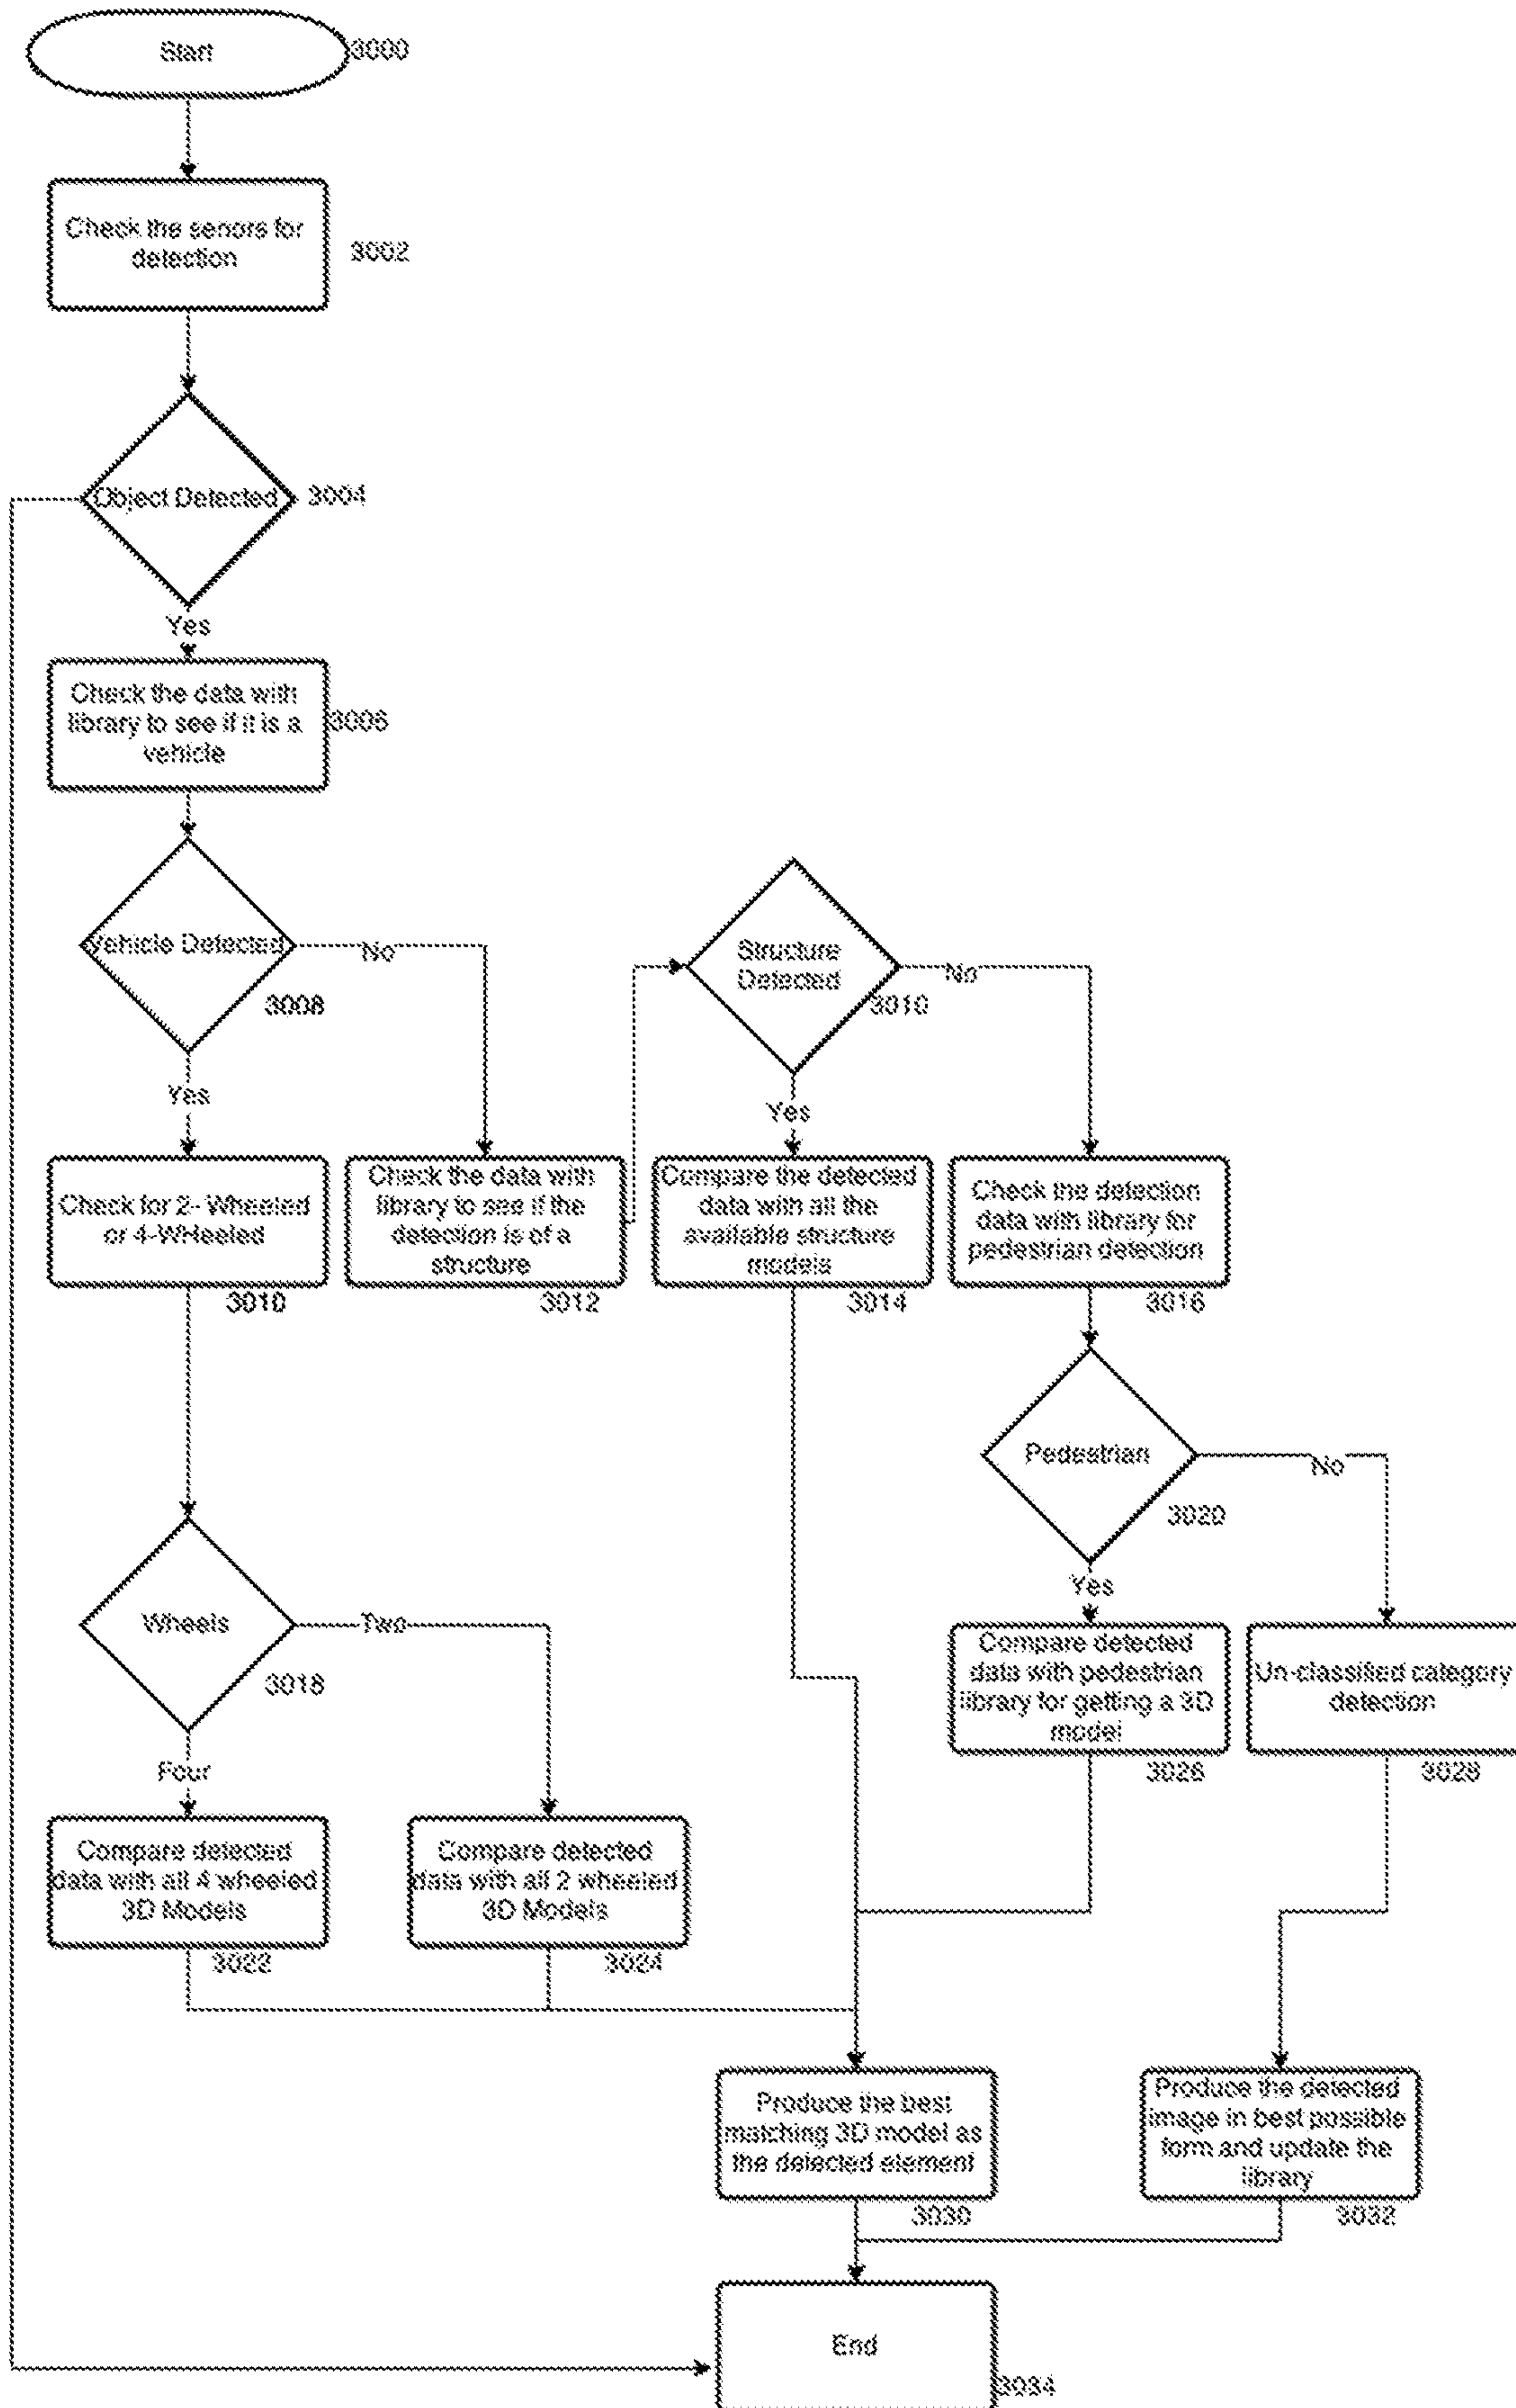 Start
3000
Check the senors for
detection
3002
Object Detected
3004
Yes
Check the data with
library to see if it is a
vehicle
3006
Vehicle Detected
No
3008
Yes
Structure
Detected
No
3010
Yes
Check for 2- Wheeled
or 4-WHeeled
3010
Check the data with
library to see if the
detection is of a
structure
3012
Compare the detected
data with all the
available structure
models
3014
Check the detection
data with library for
pedestrian detection
3016
Pedestrian
No
3020
Yes
Wheels
Two
3018
Four
Compare detected
data with pedestrian
library for getting a 3D
model
3026
Un-classified category
detection
3028
Compare detected
data with all 4 wheeled
3D Models
3022
Compare detected
data with all 2 wheeled
3D Models
3024
Produce the best
matching 3D model as
the detected element
3030
Produce the detected
image in best possible
form and update the
library
3032
End
3034